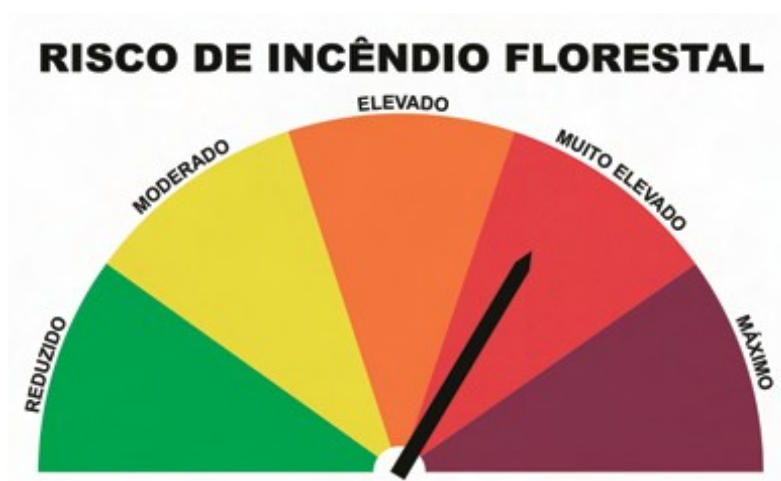 RISCO DE INCÊNDIO FLORESTAL
REDUZIDO
MODERADO
ELEVADO
MUITO ELEVADO
MÁXIMO